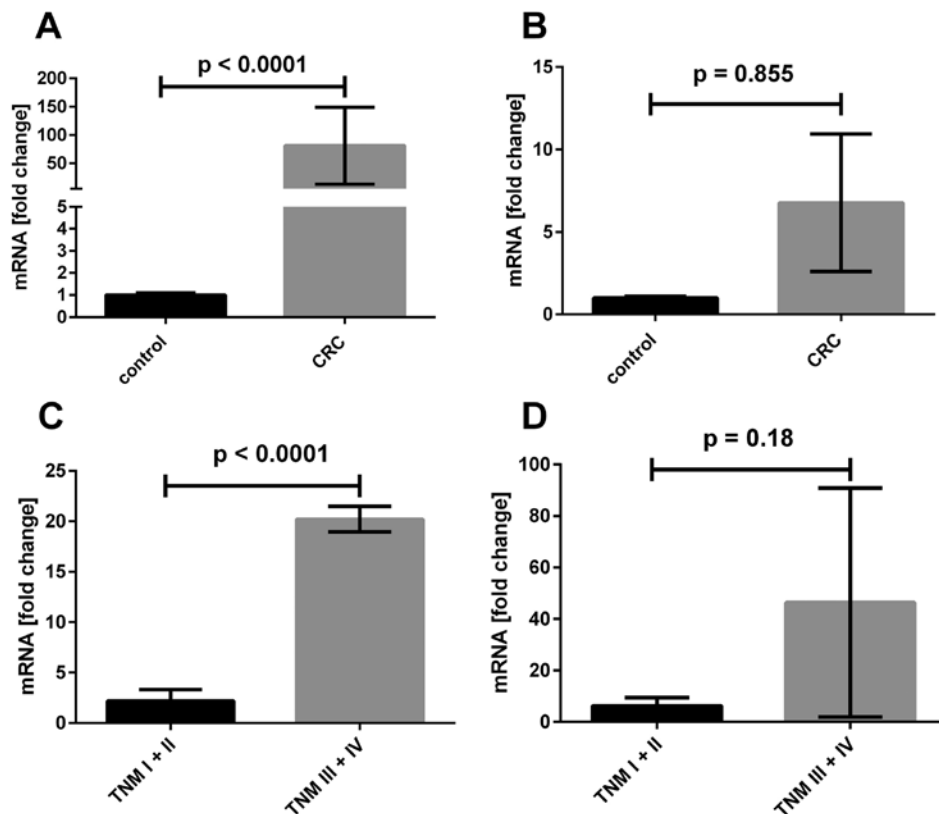 A
p < 0.0001
mRNA [fold change]
200
150
100
50
5
4
3
2
1
0
control
CRC
B
p = 0.855
mRNA [fold change]
15
10
5
0
control
CRC
C
p < 0.0001
mRNA [fold change]
25
20
15
10
5
0
TNM I + II
TNM III + IV
D
p = 0.18
mRNA [fold change]
100
80
60
40
20
0
TNM I + II
TNM III + IV